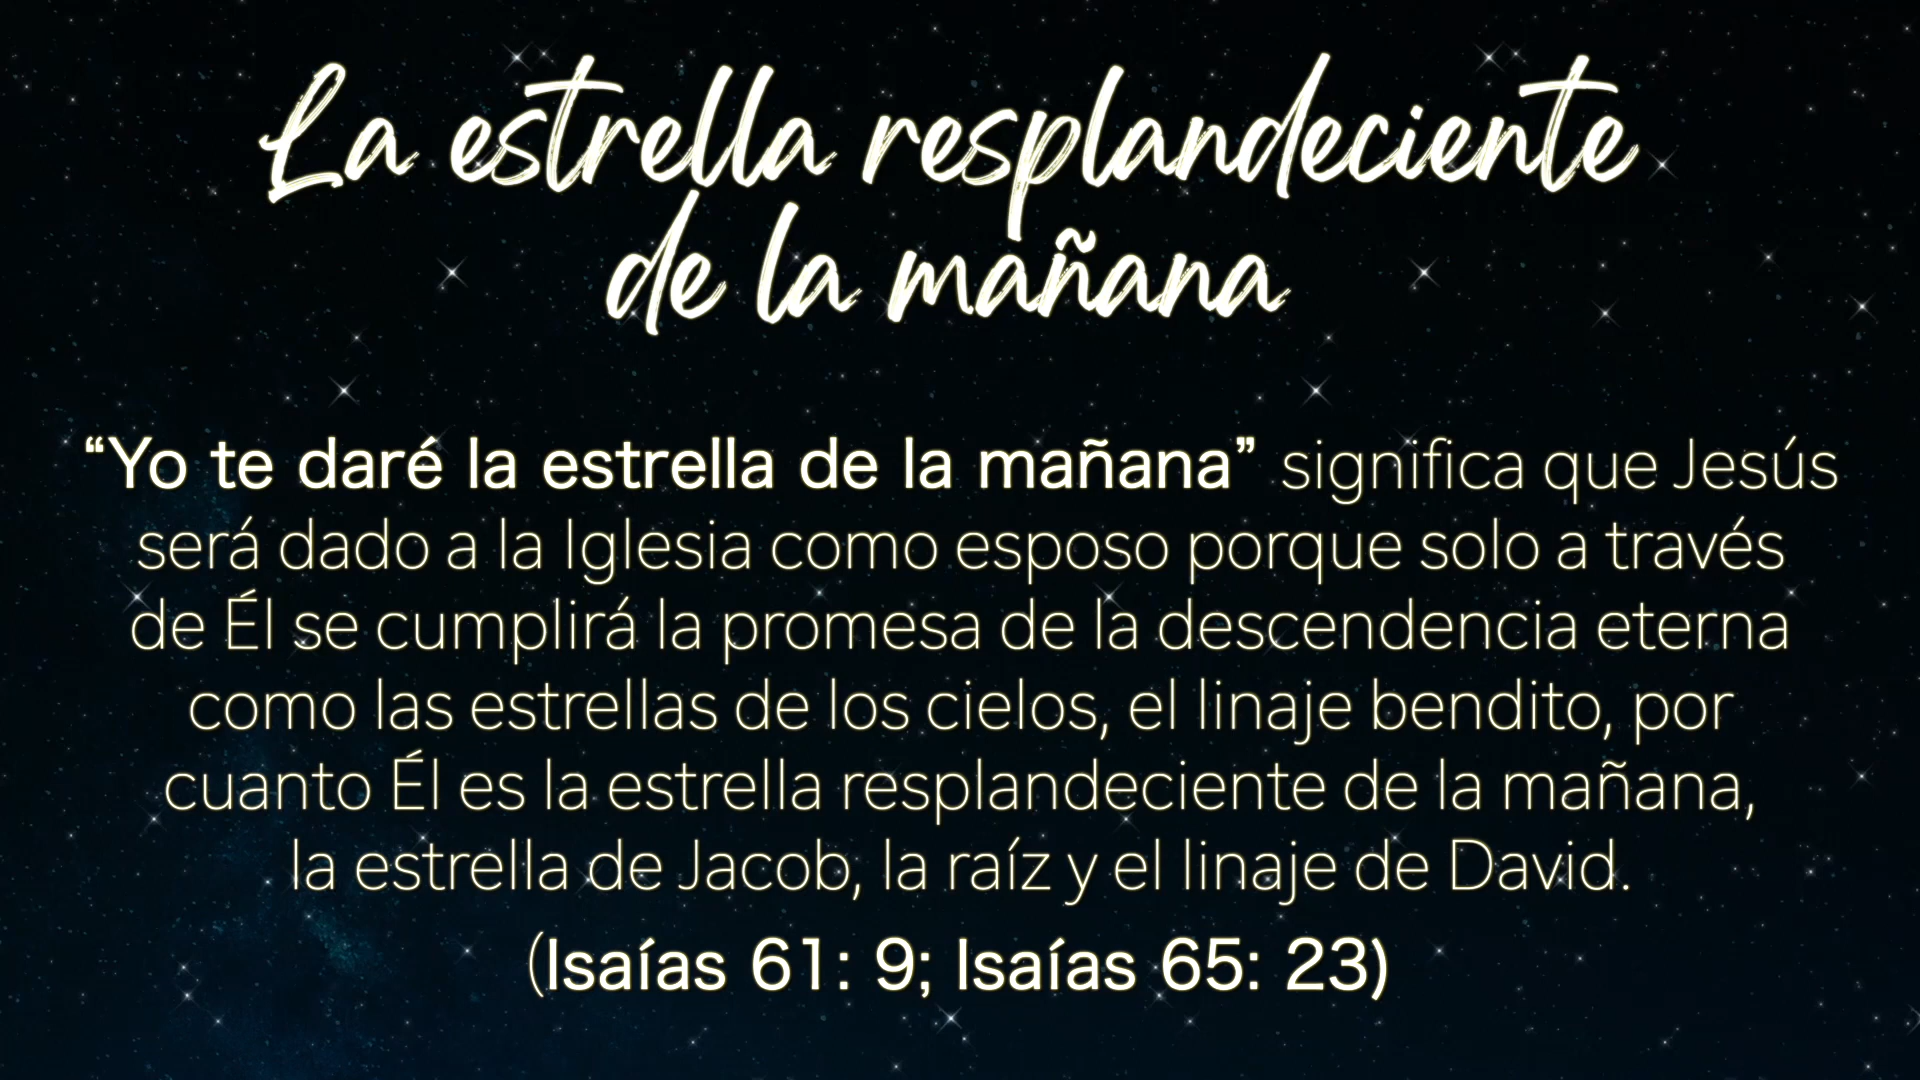 La estrella resplandeciente
de la mañana
“Yo te daré la estrella de la mañana” significa que Jesús
será dado a la Iglesia como esposo porque solo a través
de Él se cumplirá la promesa de la descendencia eterna
como las estrellas de los cielos, el linaje bendito, por
cuanto Él es la estrella resplandeciente de la mañana,
la estrella de Jacob, la raíz y el linaje de David.
(Isaías 61: 9; Isaías 65: 23)